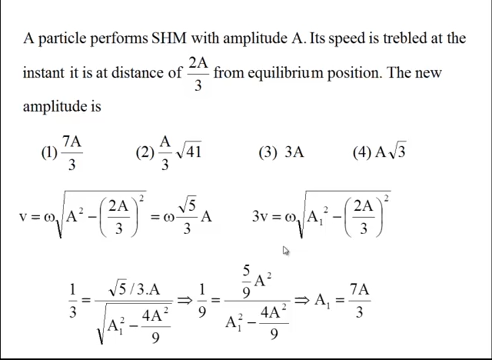 A particle performs SHM with amplitude A. Its speed is trebled at the
instant it is at distance of 2A/3 from equilibrium position. The new
amplitude is
(1) 7A/3 (2) A/3 √41 (3) 3A (4) A√3
v = ω√(A² − (2A/3)²) = ω √5/3 A 3v = ω√(A₁² − (2A/3)²)
1/3 = (√5 / 3.A)/√(A₁² − 4A²/9) ⇒ 1/9 = (5/9 A²)/(A₁² − 4A²/9) ⇒ A₁ = 7A/3